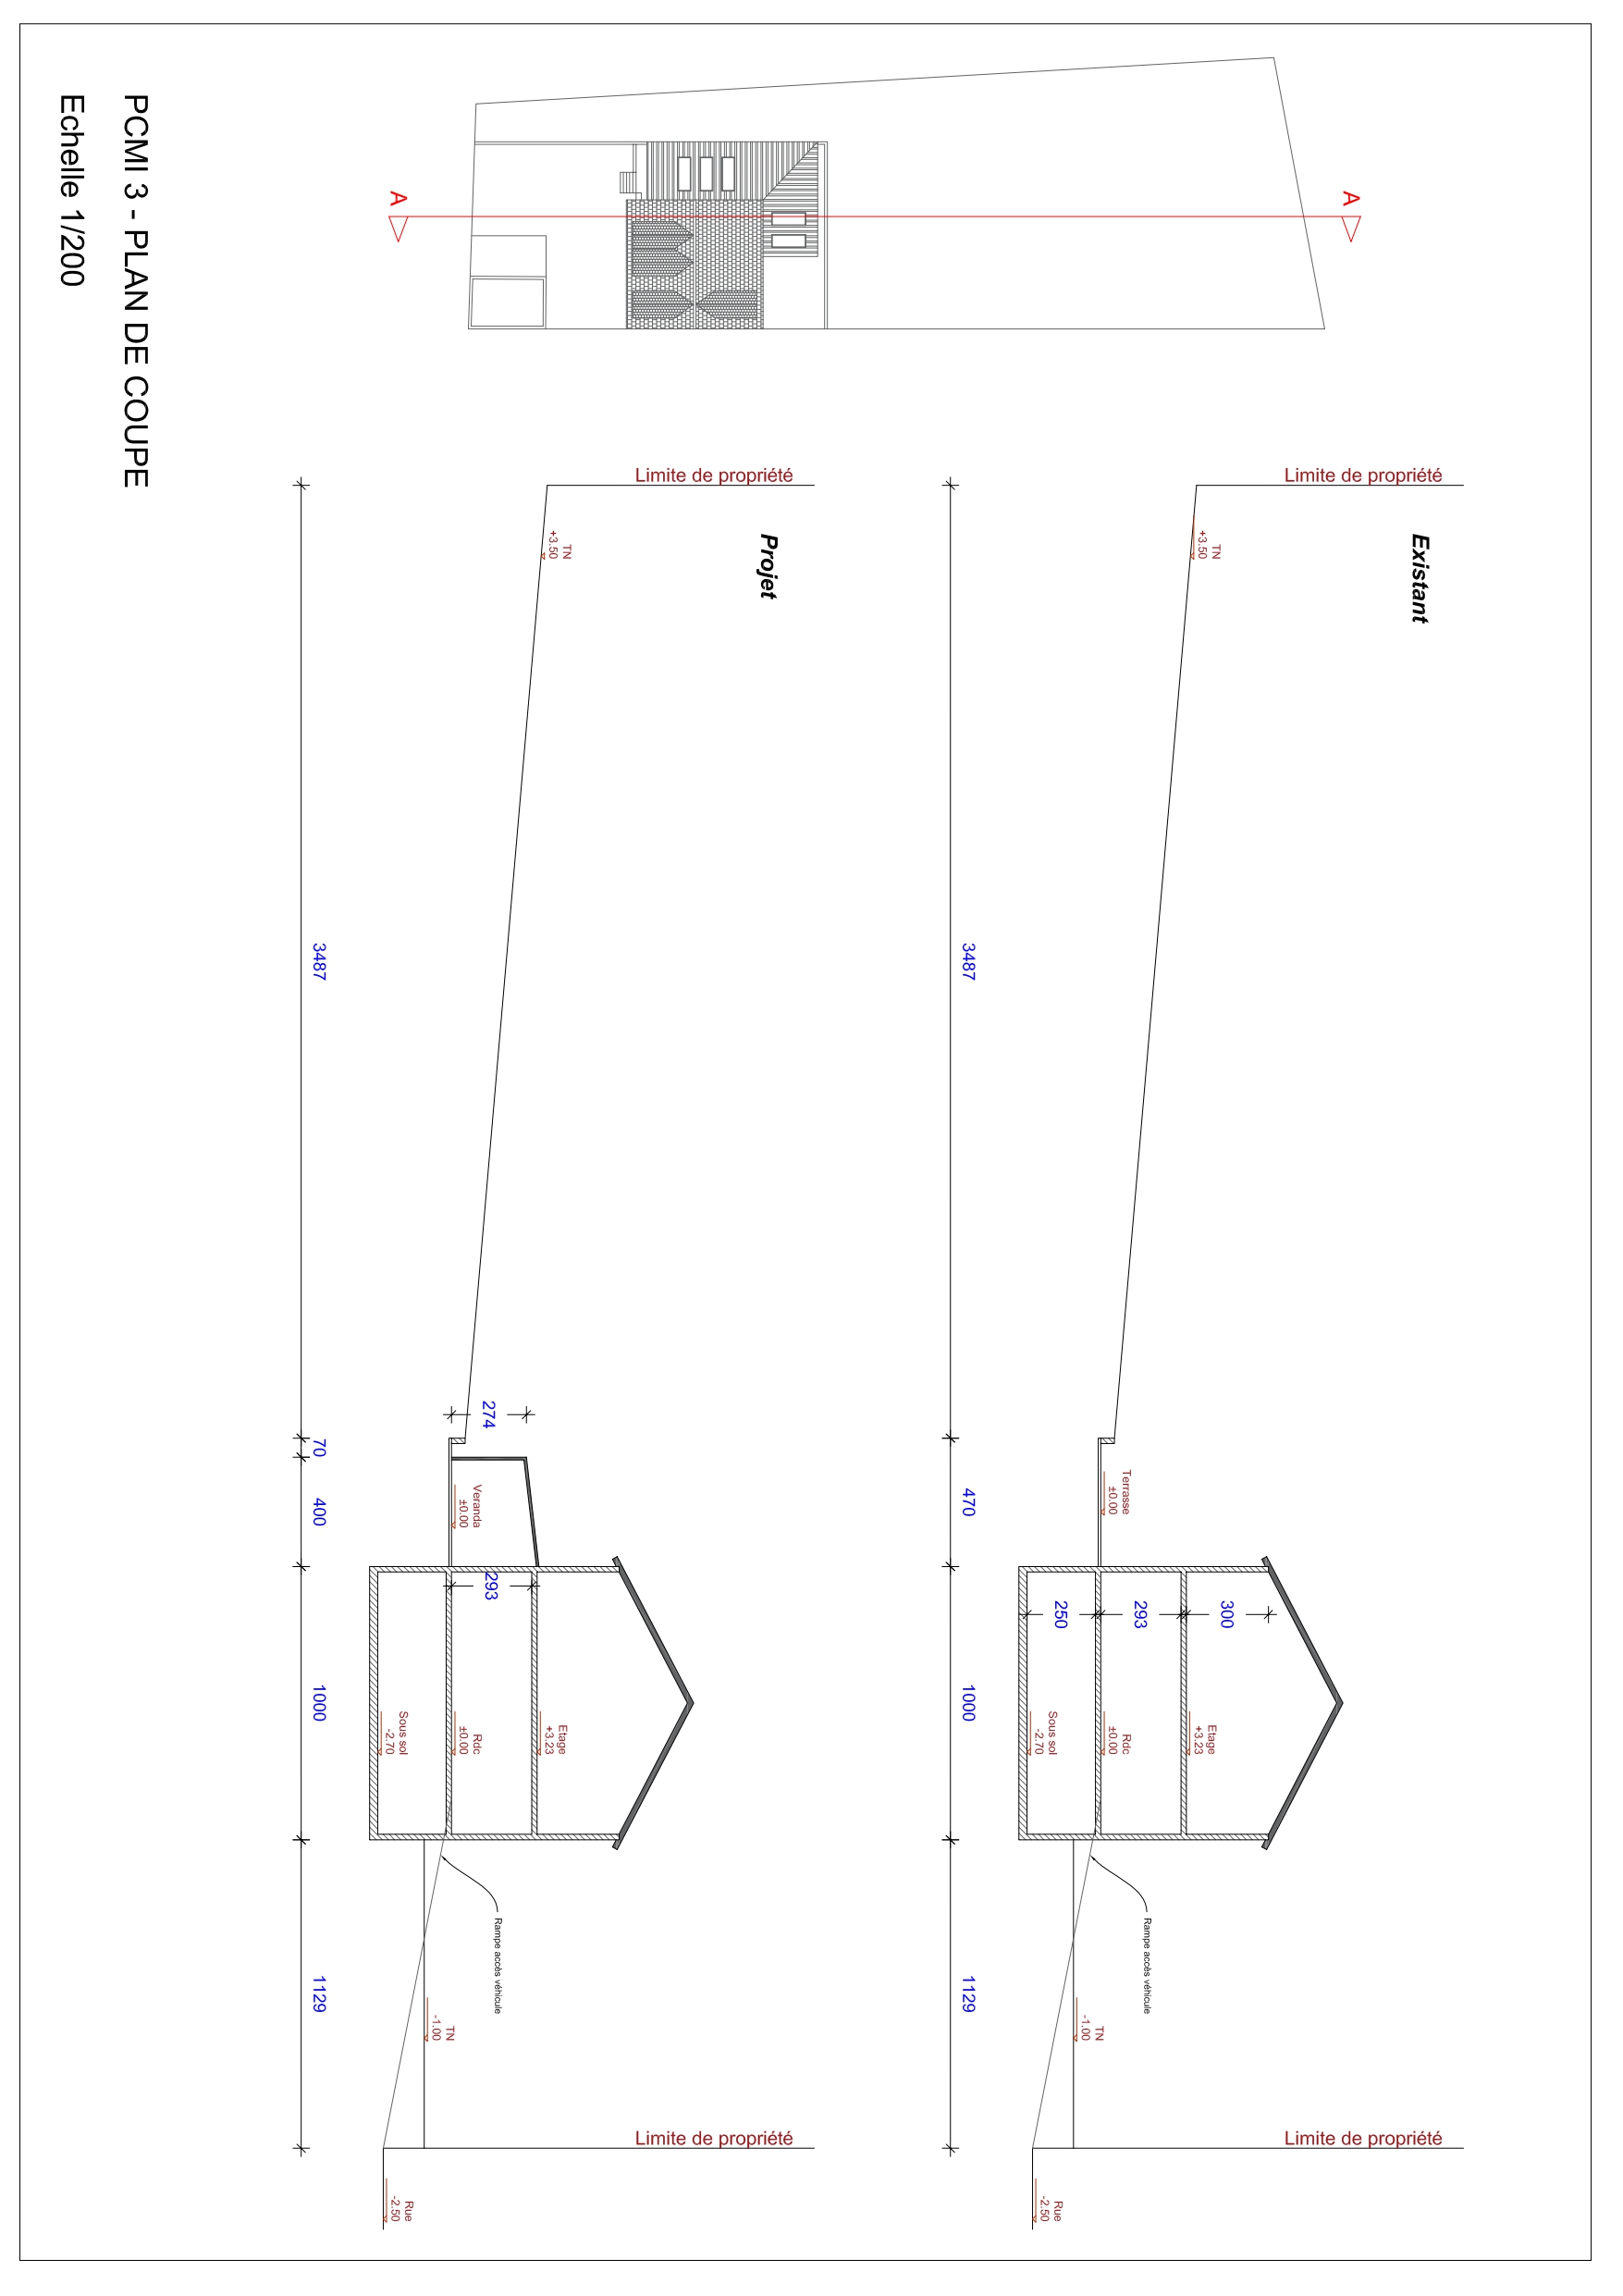 Limite de propriété
Existant
Limite de propriété
A
TN
+3.50
300
Etage
+3.23
293
Rampe accès véhicule
Terrasse
±0.00
Rdc
±0.00
TN
-1.00
250
Sous sol
-2.70
Rue
-2.50
3487
470
1000
1129
Limite de propriété
Projet
Limite de propriété
TN
+3.50
Etage
+3.23
274
293
Rampe accès véhicule
Veranda
±0.00
Rdc
±0.00
TN
-1.00
A
Sous sol
-2.70
Rue
-2.50
3487
70
400
1000
1129
PCMI 3 - PLAN DE COUPE
Echelle 1/200